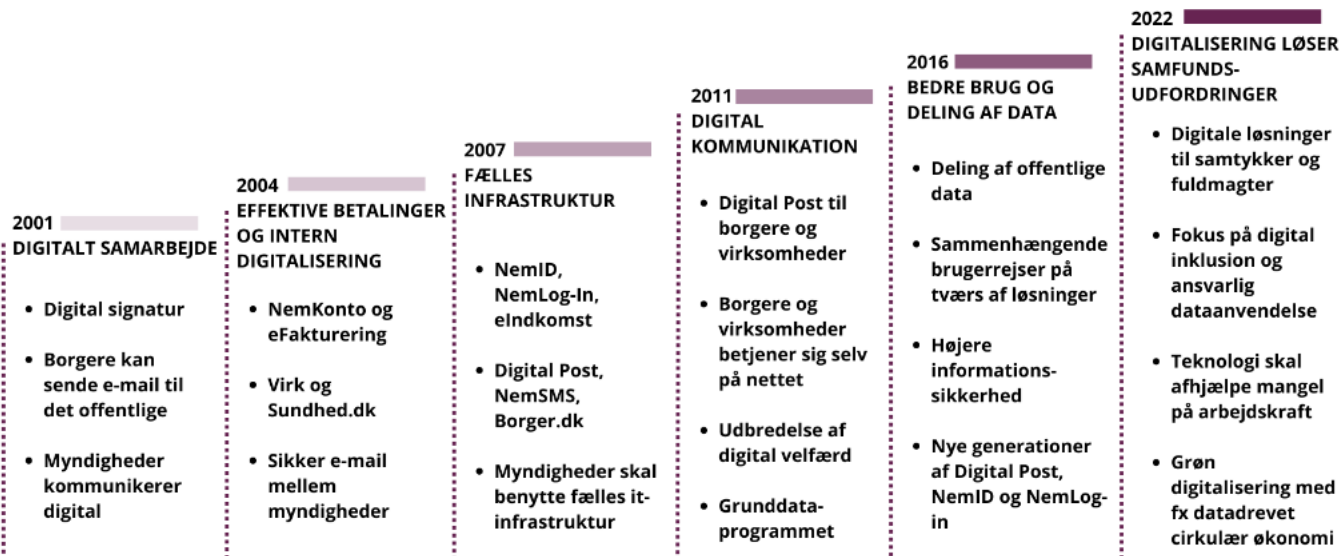 2001
DIGITALT SAMARBEJDE
• Digital signatur
• Borgere kan
sende e-mail til
det offentlige
• Myndigheder
kommunikerer
digital
2004
EFFEKTIVE BETALINGER
OG INTERN
DIGITALISERING
• NemKonto og
eFakturering
• Virk og
Sundhed.dk
• Sikker e-mail
mellem
myndigheder
2007
FÆLLES
INFRASTRUKTUR
• NemID,
NemLog-In,
eIndkomst
• Digital Post,
NemSMS,
Borger.dk
• Myndigheder skal
benytte fælles it-
infrastruktur
2011
DIGITAL
KOMMUNIKATION
• Digital Post til
borgere og
virksomheder
• Borgere og
virksomheder
betjener sig selv
på nettet
• Udbredelse af
digital velfærd
• Grunddata-
programmet
2016
BEDRE BRUG OG
DELING AF DATA
• Deling af offentlige
data
• Sammenhængende
brugerrejser på
tværs af løsninger
• Højere
informations-
sikkerhed
• Nye generationer
af Digital Post,
NemID og NemLog-
in
2022
DIGITALISERING LØSER
SAMFUNDS-
UDFORDRINGER
• Digitale løsninger
til samtykker og
fuldmagter
• Fokus på digital
inklusion og
ansvarlig
dataanvendelse
• Teknologi skal
afhjælpe mangel
på arbejdskraft
• Grøn
digitalisering med
fx datadrevet
cirkulær økonomi